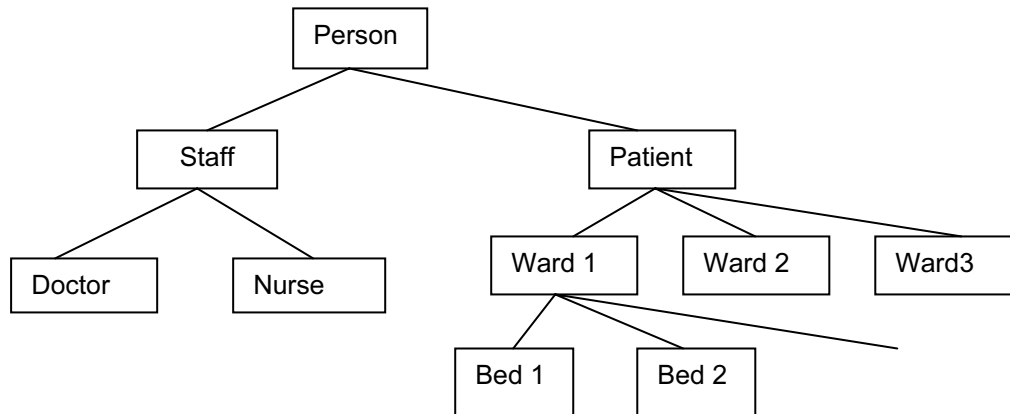 Person
Staff
Patient
Ward 1
Ward 2
Ward3
Doctor
Nurse
Bed 1
Bed 2